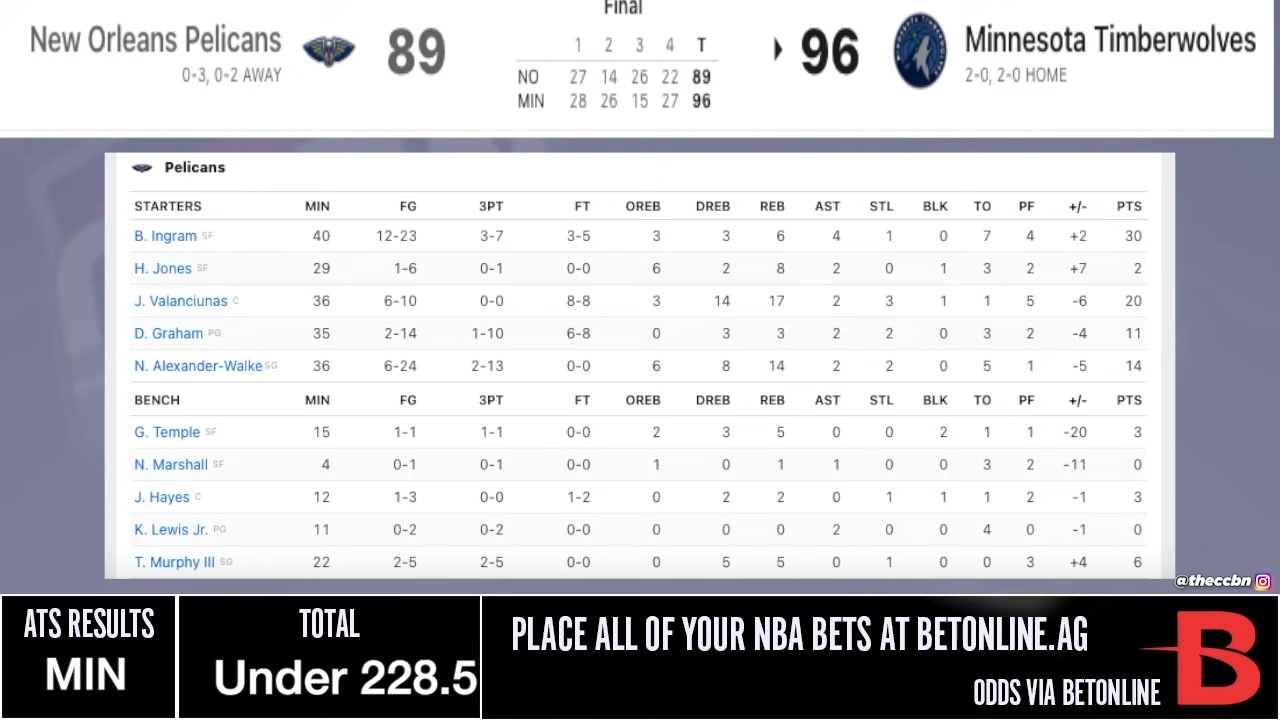 Final
New Orleans Pelicans 89
0-3, 0-2 AWAY
1 2 3 4 T
NO 27 14 26 22 89
MIN 28 26 15 27 96
96 Minnesota Timberwolves
2-0, 2-0 HOME
Pelicans
STARTERS MIN FG 3PT FT OREB DREB REB AST STL BLK TO PF +/- PTS
B. Ingram SF 40 12-23 3-7 3-5 3 3 6 4 1 0 7 4 +2 30
H. Jones SF 29 1-6 0-1 0-0 6 2 8 2 0 1 3 2 +7 2
J. Valanciunas C 36 6-10 0-0 8-8 3 14 17 2 3 1 1 5 -6 20
D. Graham PG 35 2-14 1-10 6-8 0 3 3 2 2 0 3 2 -4 11
N. Alexander-Walke SG 36 6-24 2-13 0-0 6 8 14 2 2 0 5 1 -5 14
BENCH MIN FG 3PT FT OREB DREB REB AST STL BLK TO PF +/- PTS
G. Temple SF 15 1-1 1-1 0-0 2 3 5 0 0 2 1 1 -20 3
N. Marshall SF 4 0-1 0-1 0-0 1 0 1 1 0 0 3 2 -11 0
J. Hayes C 12 1-3 0-0 1-2 0 2 2 0 1 1 1 2 -1 3
K. Lewis Jr. PG 11 0-2 0-2 0-0 0 0 0 2 0 0 4 0 -1 0
T. Murphy III SG 22 2-5 2-5 0-0 0 5 5 0 1 0 0 3 +4 6
@theccbn
ATS RESULTS
MIN
TOTAL
Under 228.5
PLACE ALL OF YOUR NBA BETS AT BETONLINE.AG
ODDS VIA BETONLINE
B